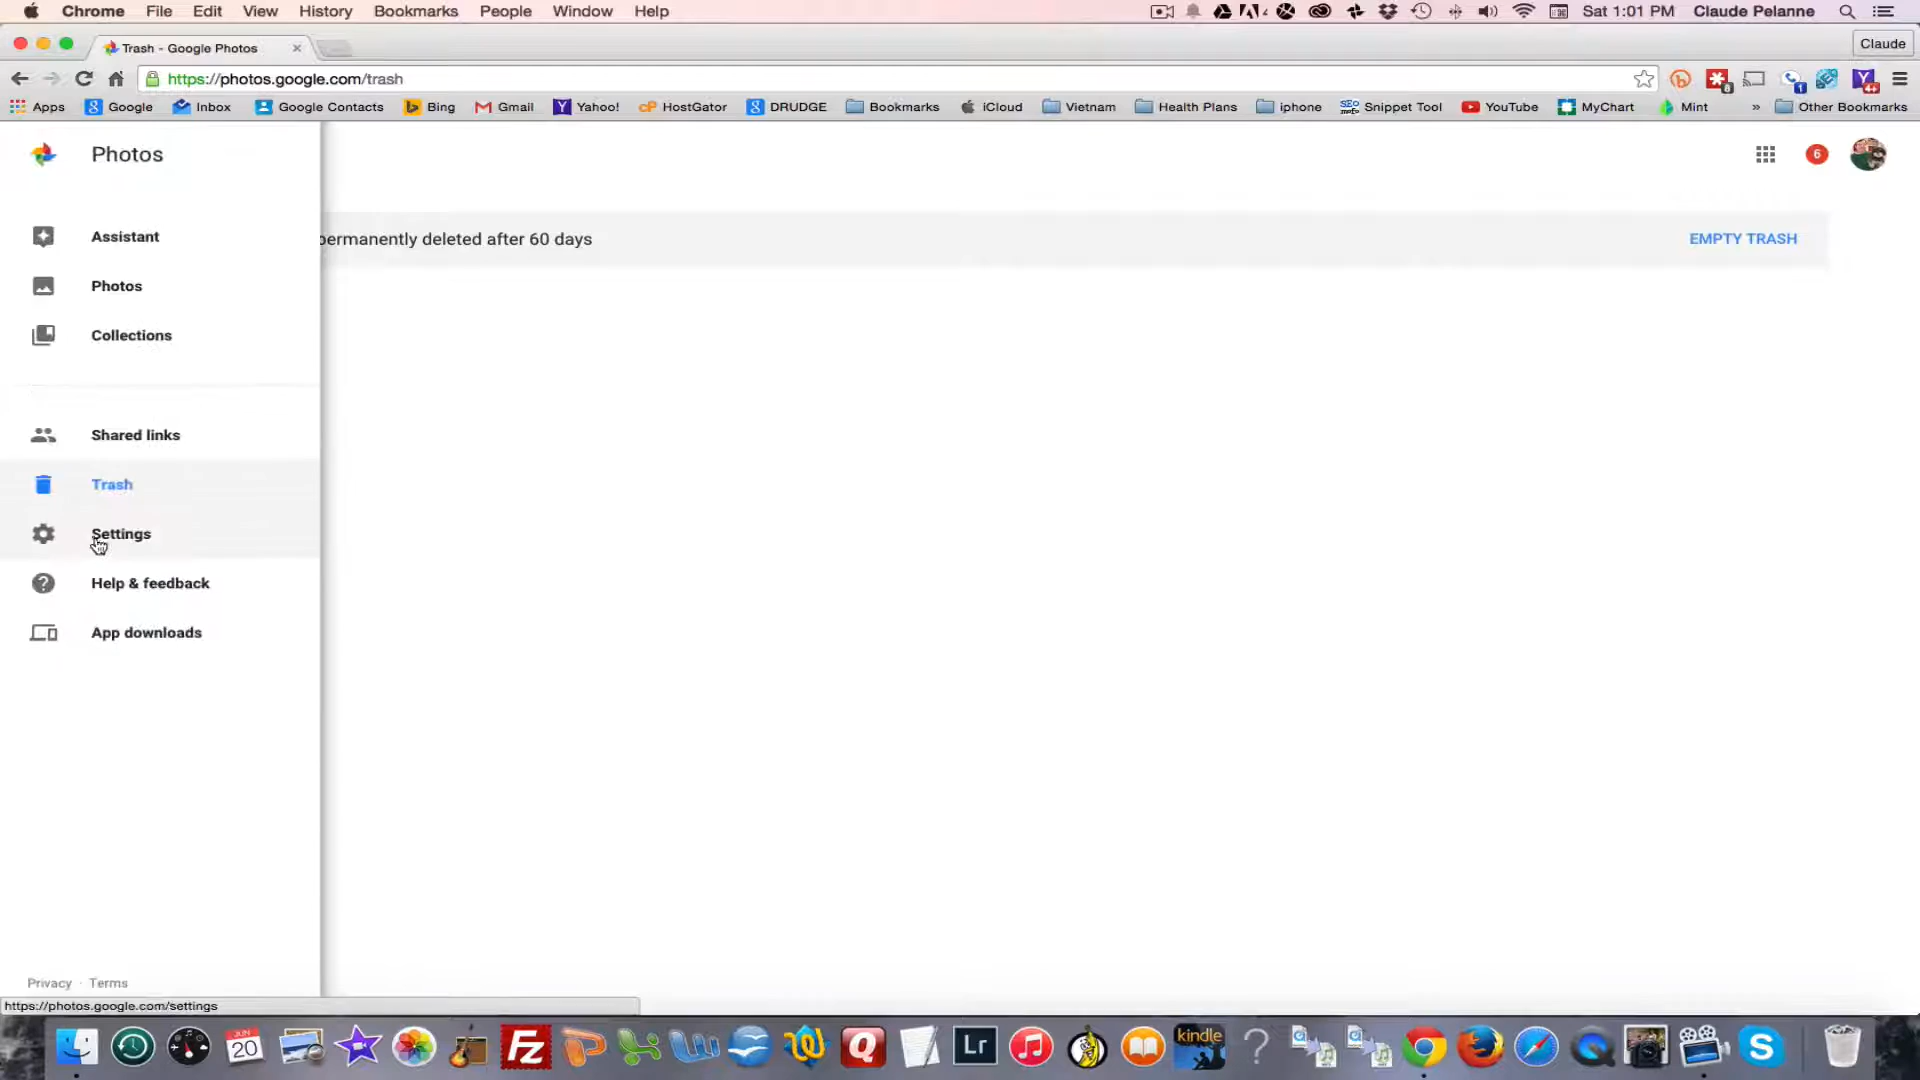 Chrome File Edit View History Bookmarks People Window Help Sat 1:01 PM Claude Pelanne
Trash - Google Photos Claude
https://photos.google.com/trash
Apps Google Inbox Google Contacts Bing Gmail Yahoo! HostGator DRUDGE Bookmarks iCloud Vietnam Health Plans iphone Snippet Tool YouTube MyChart Mint » Other Bookmarks
Photos
6
Assistant
permanently deleted after 60 days EMPTY TRASH
Photos
Collections
Shared links
Trash
Settings
Help & feedback
App downloads
Privacy · Terms
https://photos.google.com/settings
JUN
20
Fz
Lr
kindle